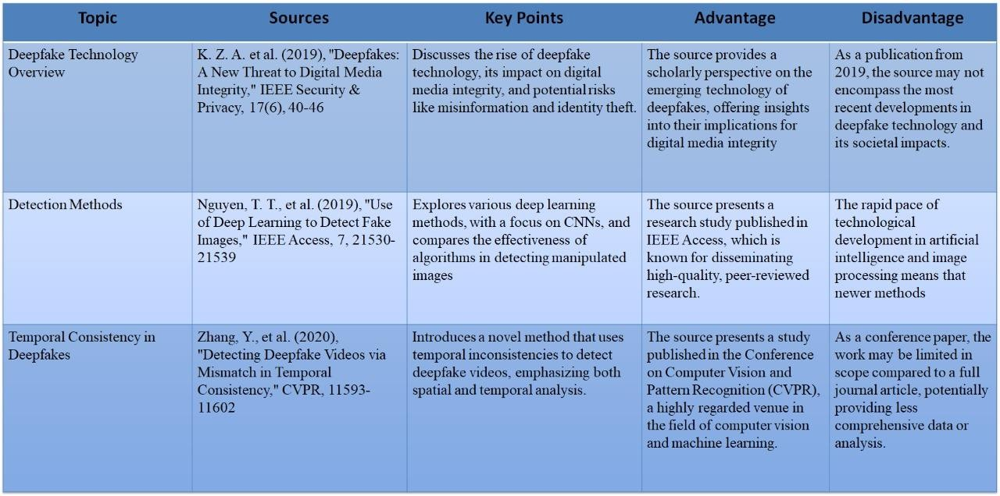 Topic
Sources
Key Points
Advantage
Disadvantage
Deepfake Technology
Overview
K. Z. A. et al. (2019), "Deepfakes:
A New Threat to Digital Media
Integrity," IEEE Security &
Privacy, 17(6), 40-46
Discusses the rise of deepfake
technology, its impact on digital
media integrity, and potential risks
like misinformation and identity theft.
The source provides a
scholarly perspective on the
emerging technology of
deepfakes, offering insights
into their implications for
digital media integrity
As a publication from
2019, the source may not
encompass the most
recent developments in
deepfake technology and
its societal impacts.
Detection Methods
Nguyen, T. T., et al. (2019), "Use
of Deep Learning to Detect Fake
Images," IEEE Access, 7, 21530-
21539
Explores various deep learning
methods, with a focus on CNNs, and
compares the effectiveness of
algorithms in detecting manipulated
images
The source presents a
research study published in
IEEE Access, which is
known for disseminating
high-quality, peer-reviewed
research.
The rapid pace of
technological
development in artificial
intelligence and image
processing means that
newer methods
Temporal Consistency in
Deepfakes
Zhang, Y., et al. (2020),
"Detecting Deepfake Videos via
Mismatch in Temporal
Consistency," CVPR, 11593-
11602
Introduces a novel method that uses
temporal inconsistencies to detect
deepfake videos, emphasizing both
spatial and temporal analysis.
The source presents a study
published in the Conference
on Computer Vision and
Pattern Recognition (CVPR),
a highly regarded venue in
the field of computer vision
and machine learning.
As a conference paper, the
work may be limited in
scope compared to a full
journal article, potentially
providing less
comprehensive data or
analysis.